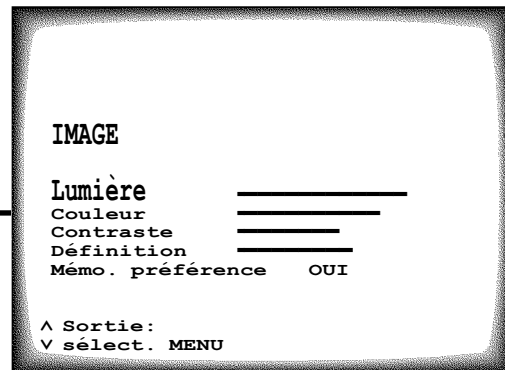 IMAGE
Lumière
Couleur
Contraste
Définition
Mémo. préférence OUI
∧ Sortie:
∨ sélect. MENU